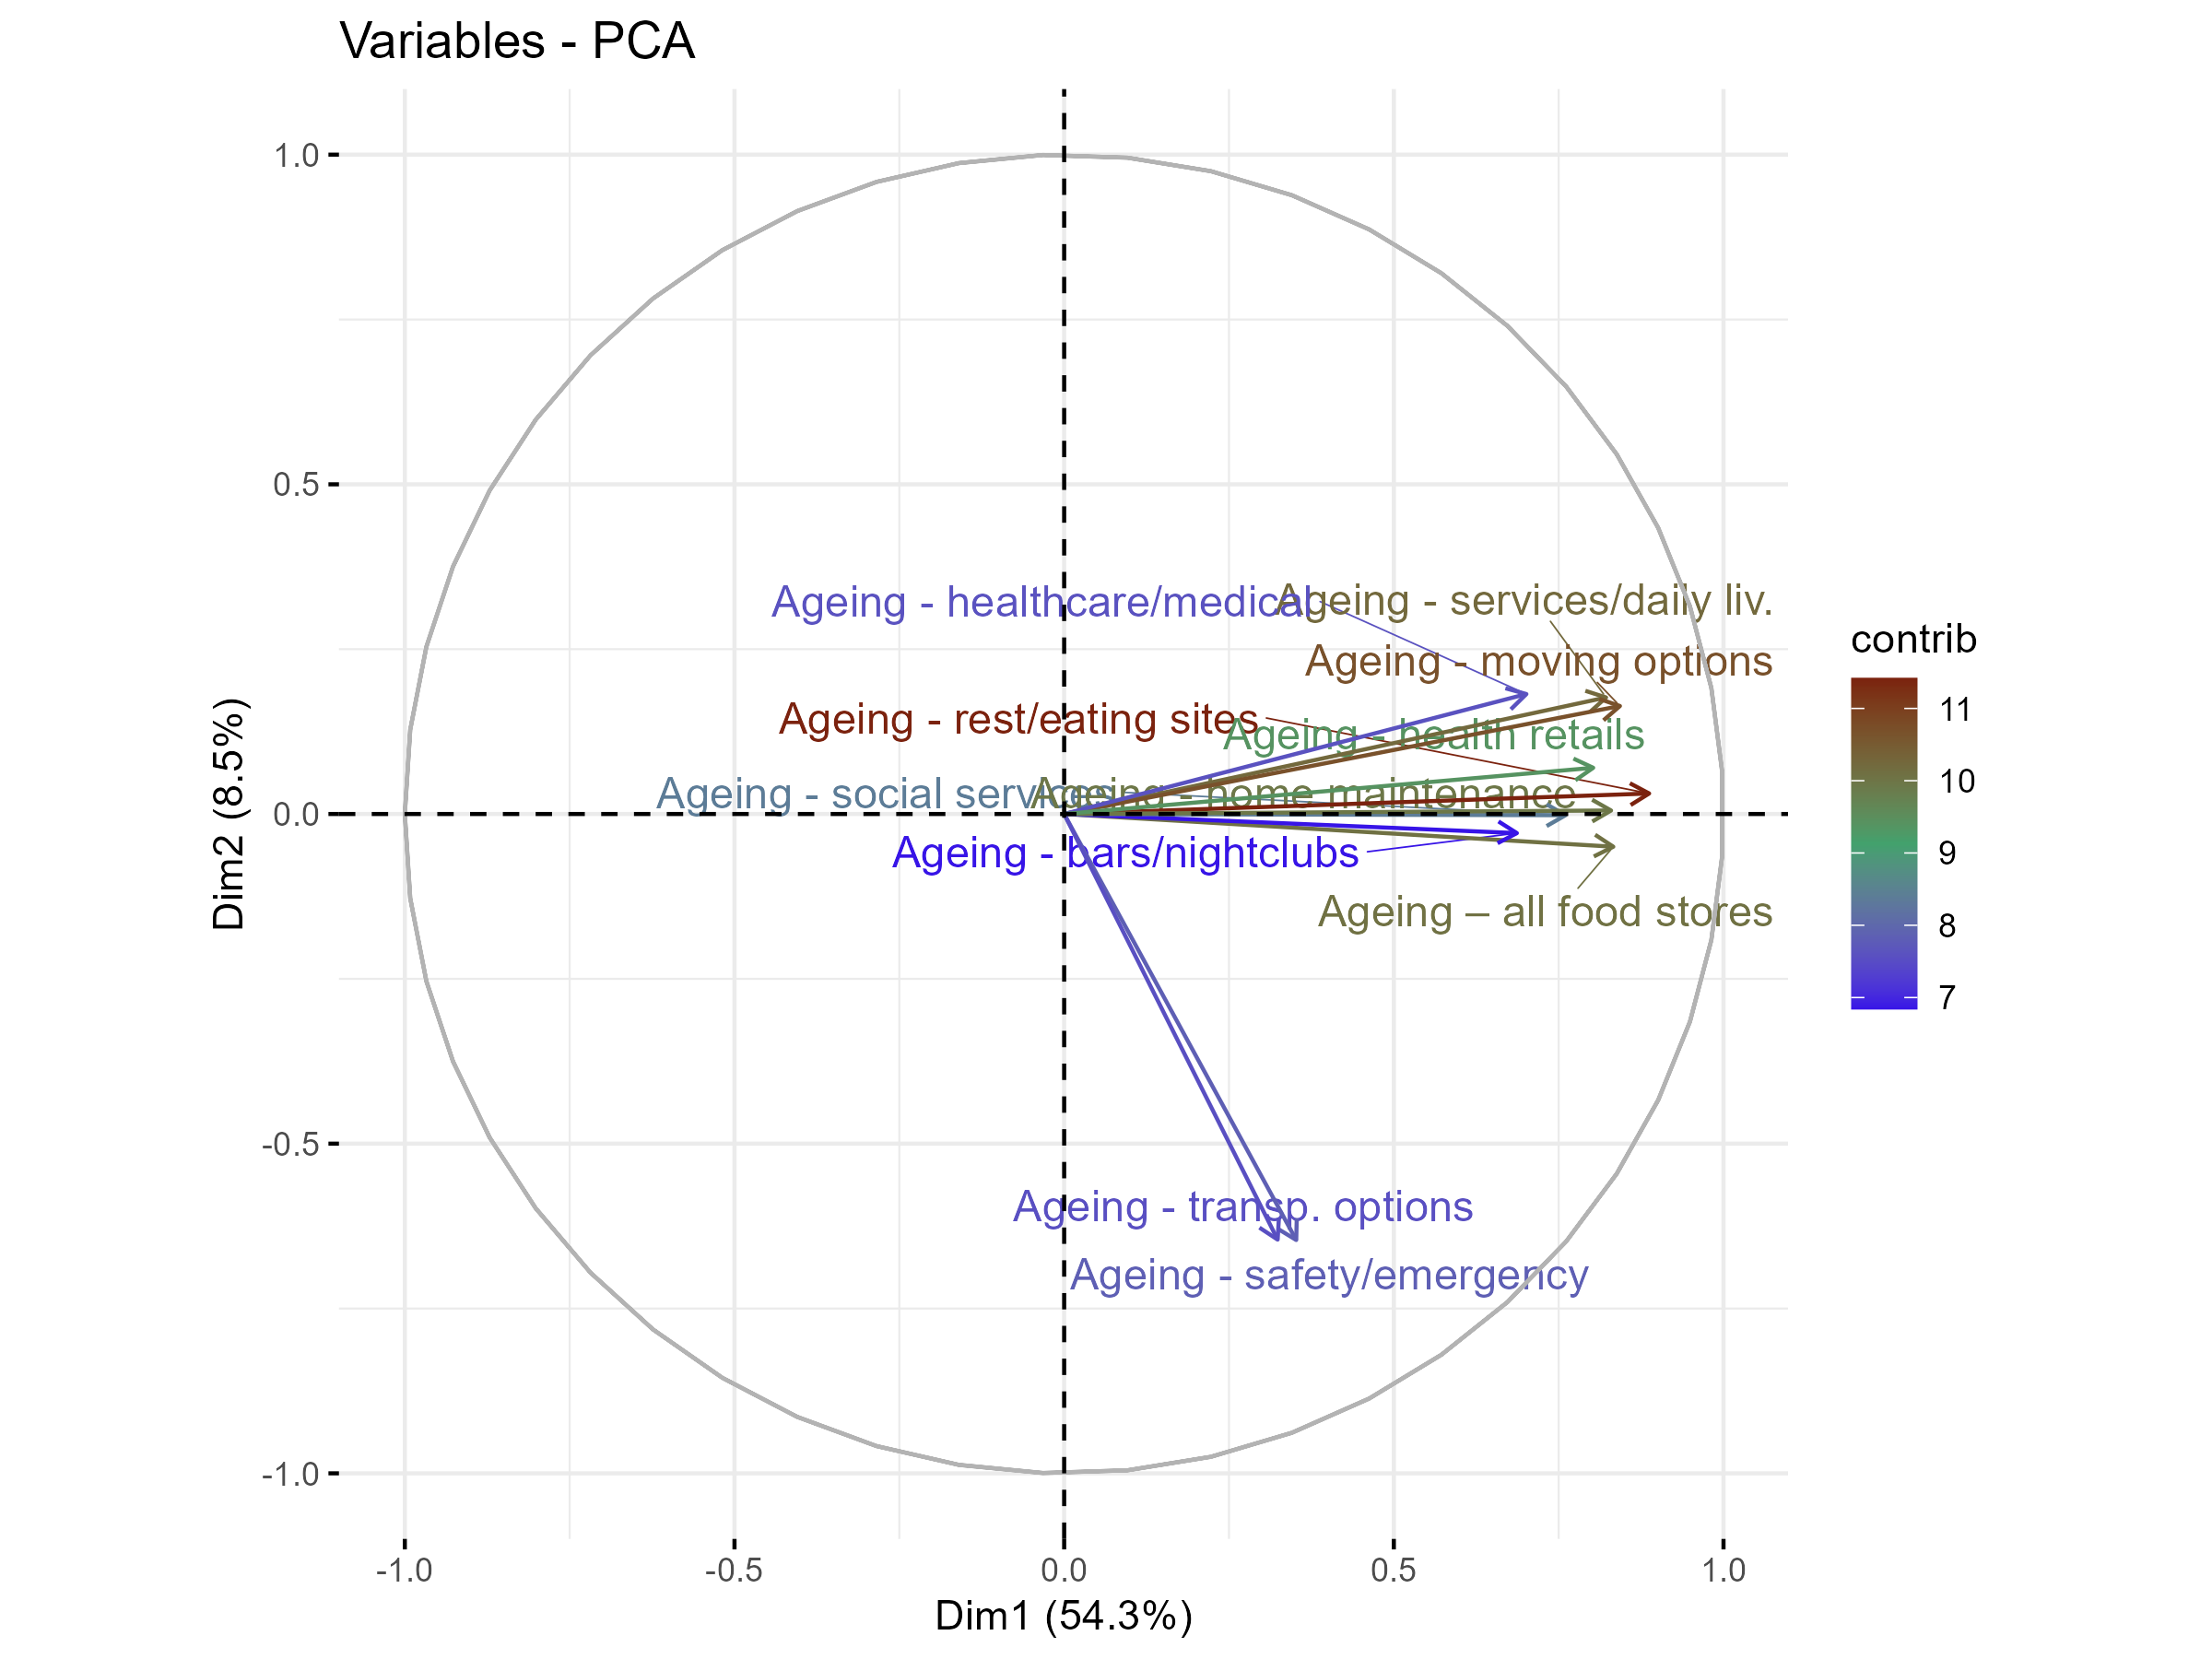 Variables - PCA
1.0
0.5
0.0
-0.5
-1.0
Dim2 (8.5%)
Ageing - healthcare/medical
Ageing - services/daily liv.
Ageing - moving options
Ageing - rest/eating sites
Ageing - health retails
Ageing - social services
Ageing - home maintenance
Ageing - bars/nightclubs
Ageing – all food stores
Ageing - transp. options
Ageing - safety/emergency
-1.0
-0.5
0.0
0.5
1.0
Dim1 (54.3%)
contrib
11
10
9
8
7